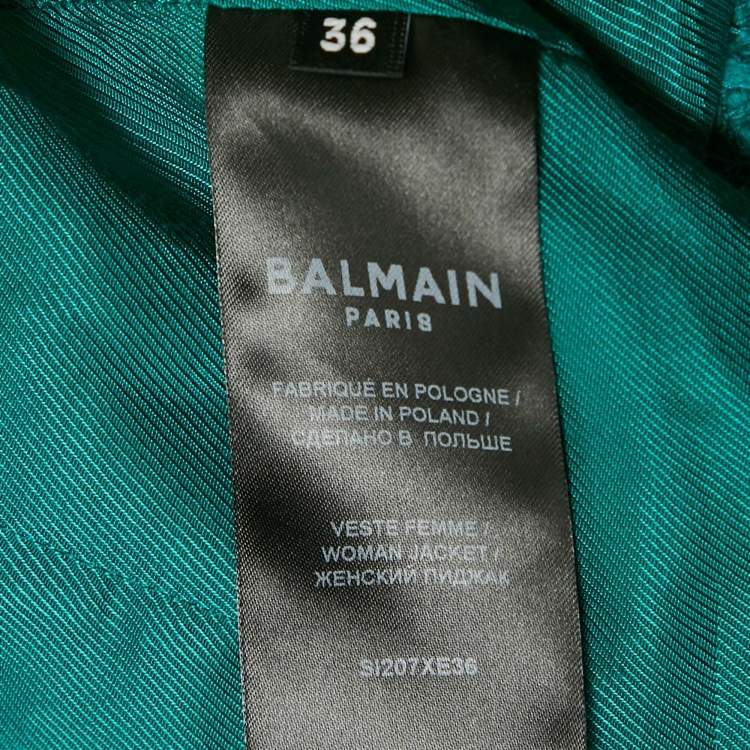 36
BALMAIN
PARIS
FABRIQUÉ EN POLOGNE /
MADE IN POLAND /
СДЕЛАНО В ПОЛЬШЕ
VESTE FEMME /
WOMAN JACKET /
ЖЕНСКИЙ ПИДЖАК
SI207XE36